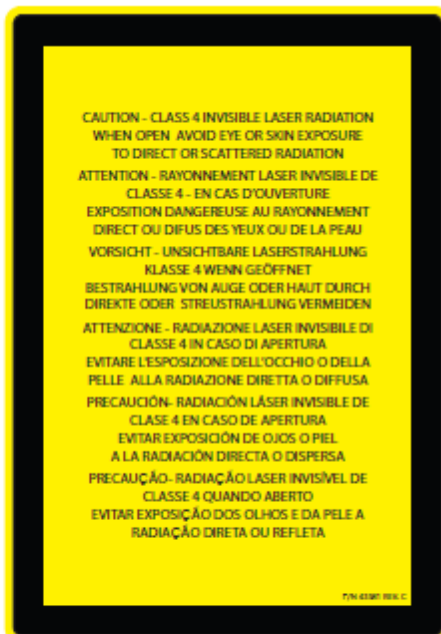 CAUTION - CLASS 4 INVISIBLE LASER RADIATION
WHEN OPEN AVOID EYE OR SKIN EXPOSURE
TO DIRECT OR SCATTERED RADIATION
ATTENTION - RAYONNEMENT LASER INVISIBLE DE
CLASSE 4 - EN CAS D'OUVERTURE
EXPOSITION DANGEREUSE AU RAYONNEMENT
DIRECT OU DIFUS DES YEUX OU DE LA PEAU
VORSICHT - UNSICHTBARE LASERSTRAHLUNG
KLASSE 4 WENN GEÖFFNET
BESTRAHLUNG VON AUGE ODER HAUT DURCH
DIREKTE ODER STREUSTRAHLUNG VERMEIDEN
ATTENZIONE - RADIAZIONE LASER INVISIBILE DI
CLASSE 4 IN CASO DI APERTURA
EVITARE L'ESPOSIZIONE DELL'OCCHIO O DELLA
PELLE ALLA RADIAZIONE DIRETTA O DIFFUSA
PRECAUCIÓN- RADIACIÓN LÁSER INVISIBLE DE
CLASE 4 EN CASO DE APERTURA
EVITAR EXPOSICIÓN DE OJOS O PIEL
A LA RADIACIÓN DIRECTA O DISPERSA
PRECAUÇÃO- RADIAÇÃO LASER INVISÍVEL DE
CLASSE 4 QUANDO ABERTO
EVITAR EXPOSIÇÃO DOS OLHOS E DA PELE A
RADIAÇÃO DIRETA OU REFLETA
P/N REV. C